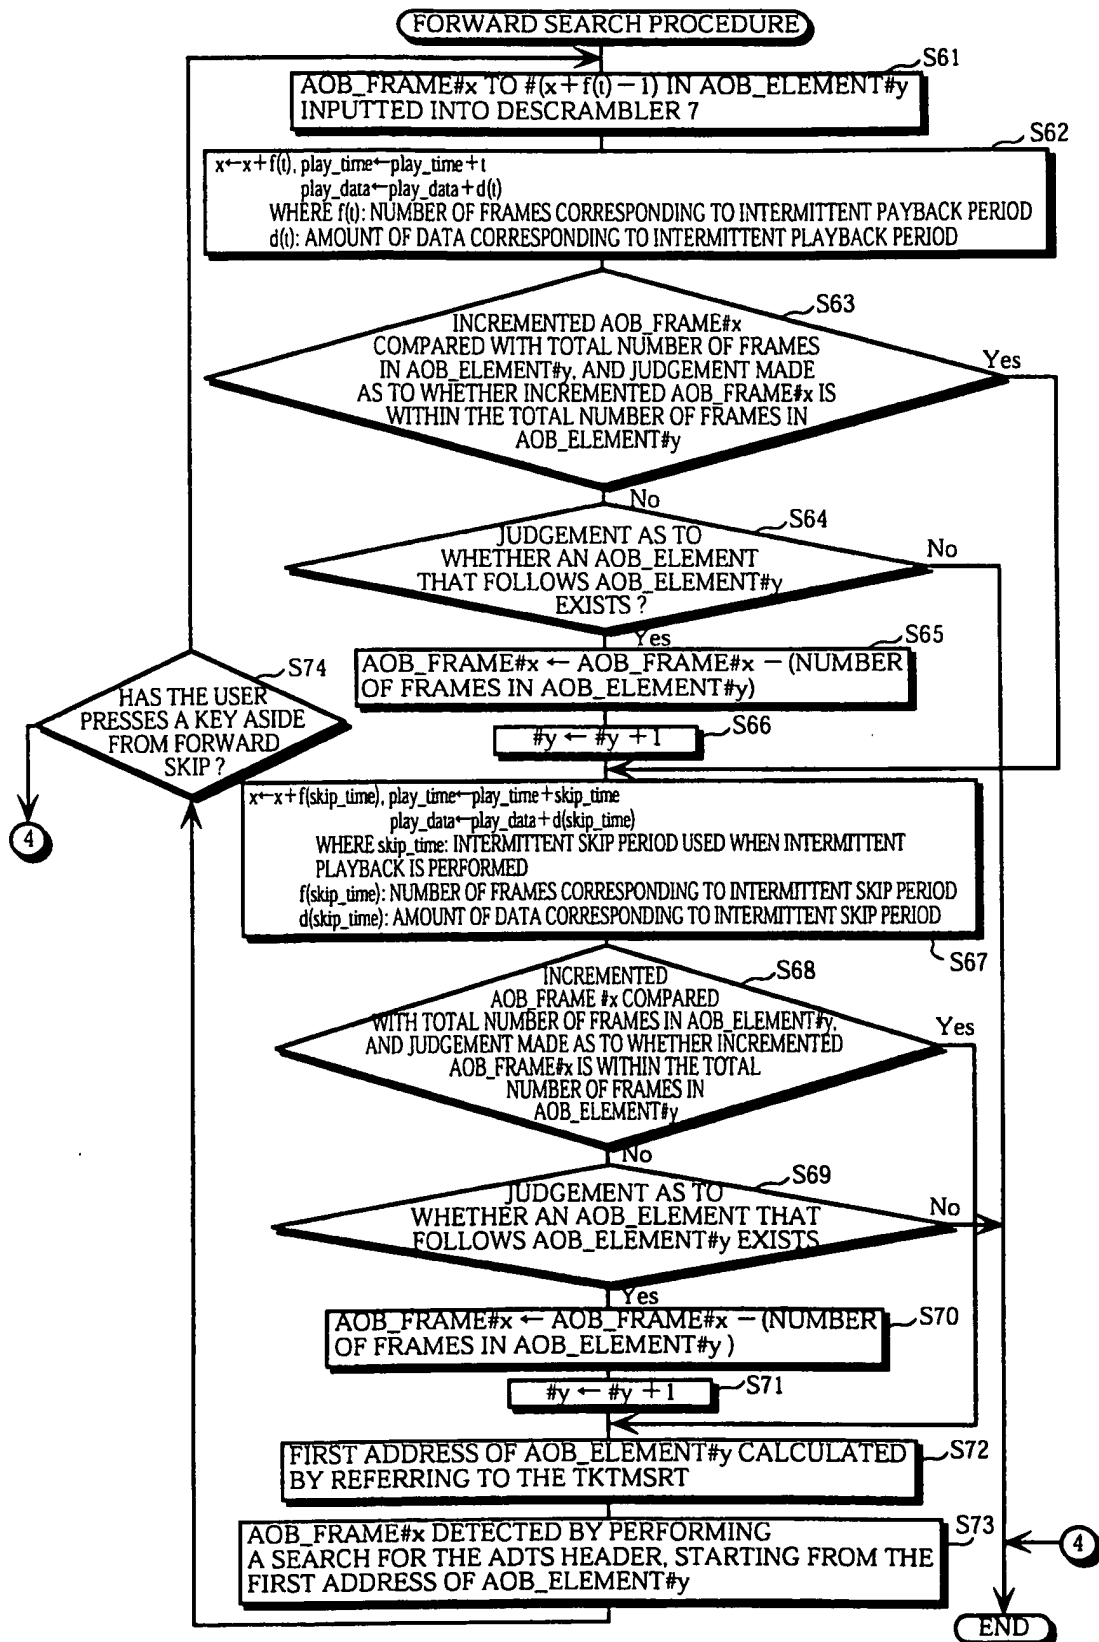 FORWARD SEARCH PROCEDURE
S61
AOB_FRAME#x TO #(x+f(t)-1) IN AOB_ELEMENT#y
INPUTTED INTO DESCRAMBLER 7
S62
x←x+f(t), play_time←play_time+t
play_data←play_data+d(t)
WHERE f(t): NUMBER OF FRAMES CORRESPONDING TO INTERMITTENT PAYBACK PERIOD
d(t): AMOUNT OF DATA CORRESPONDING TO INTERMITTENT PLAYBACK PERIOD
S63
INCREMENTED AOB_FRAME#x
COMPARED WITH TOTAL NUMBER OF FRAMES
IN AOB_ELEMENT#y, AND JUDGEMENT MADE
AS TO WHETHER INCREMENTED AOB_FRAME#x IS
WITHIN THE TOTAL NUMBER OF FRAMES IN
AOB_ELEMENT#y
Yes
No
S64
JUDGEMENT AS TO
WHETHER AN AOB_ELEMENT
THAT FOLLOWS AOB_ELEMENT#y
EXISTS ?
No
Yes
S65
AOB_FRAME#x ← AOB_FRAME#x - (NUMBER
OF FRAMES IN AOB_ELEMENT#y)
S66
#y ← #y + 1
S74
HAS THE USER
PRESSES A KEY ASIDE
FROM FORWARD
SKIP ?
4
x←x+f(skip_time), play_time←play_time+skip_time
play_data←play_data+d(skip_time)
WHERE skip_time: INTERMITTENT SKIP PERIOD USED WHEN INTERMITTENT
PLAYBACK IS PERFORMED
f(skip_time): NUMBER OF FRAMES CORRESPONDING TO INTERMITTENT SKIP PERIOD
d(skip_time): AMOUNT OF DATA CORRESPONDING TO INTERMITTENT SKIP PERIOD
S67
S68
INCREMENTED
AOB_FRAME #x COMPARED
WITH TOTAL NUMBER OF FRAMES IN AOB_ELEMENT#y,
AND JUDGEMENT MADE AS TO WHETHER INCREMENTED
AOB_FRAME#x IS WITHIN THE TOTAL
NUMBER OF FRAMES IN
AOB_ELEMENT#y
Yes
No
S69
JUDGEMENT AS TO
WHETHER AN AOB_ELEMENT THAT
FOLLOWS AOB_ELEMENT#y EXISTS
No
Yes
AOB_FRAME#x ← AOB_FRAME#x - (NUMBER
OF FRAMES IN AOB_ELEMENT#y )
S70
#y ← #y + 1
S71
FIRST ADDRESS OF AOB_ELEMENT#y CALCULATED
BY REFERRING TO THE TKTMSRT
S72
AOB_FRAME#x DETECTED BY PERFORMING
A SEARCH FOR THE ADTS HEADER, STARTING FROM THE
FIRST ADDRESS OF AOB_ELEMENT#y
S73
4
END